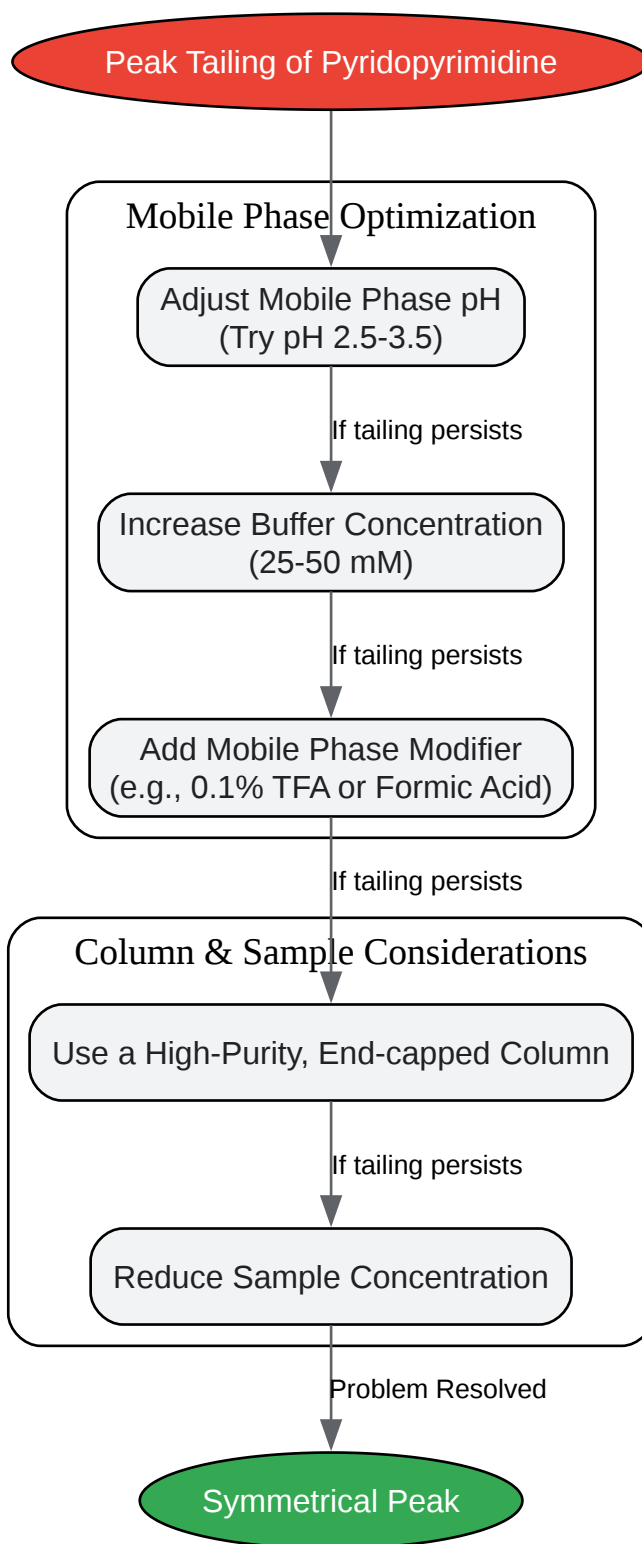 Peak Tailing of Pyridopyrimidine
Mobile Phase Optimization
Adjust Mobile Phase pH
(Try pH 2.5-3.5)
If tailing persists
Increase Buffer Concentration
(25-50 mM)
If tailing persists
Add Mobile Phase Modifier
(e.g., 0.1% TFA or Formic Acid)
If tailing persists
Column & Sample Considerations
Use a High-Purity, End-capped Column
If tailing persists
Reduce Sample Concentration
Problem Resolved
Symmetrical Peak